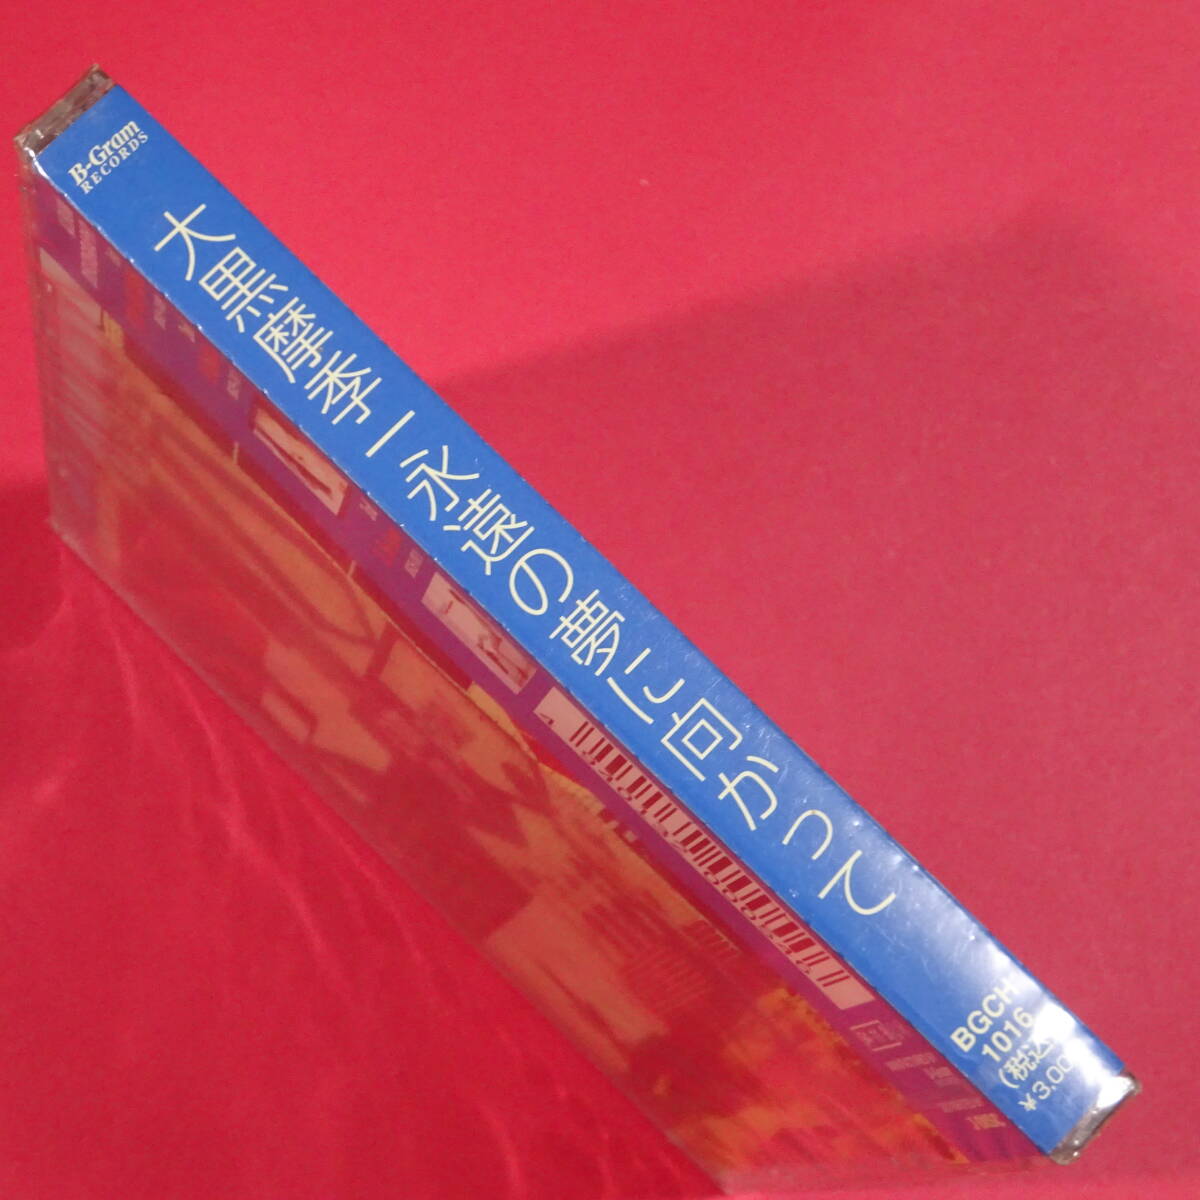 B-Gram
RECORDS
大黒摩季 — 永遠の夢に向かって
BGCH
1016
(税込
¥3,00